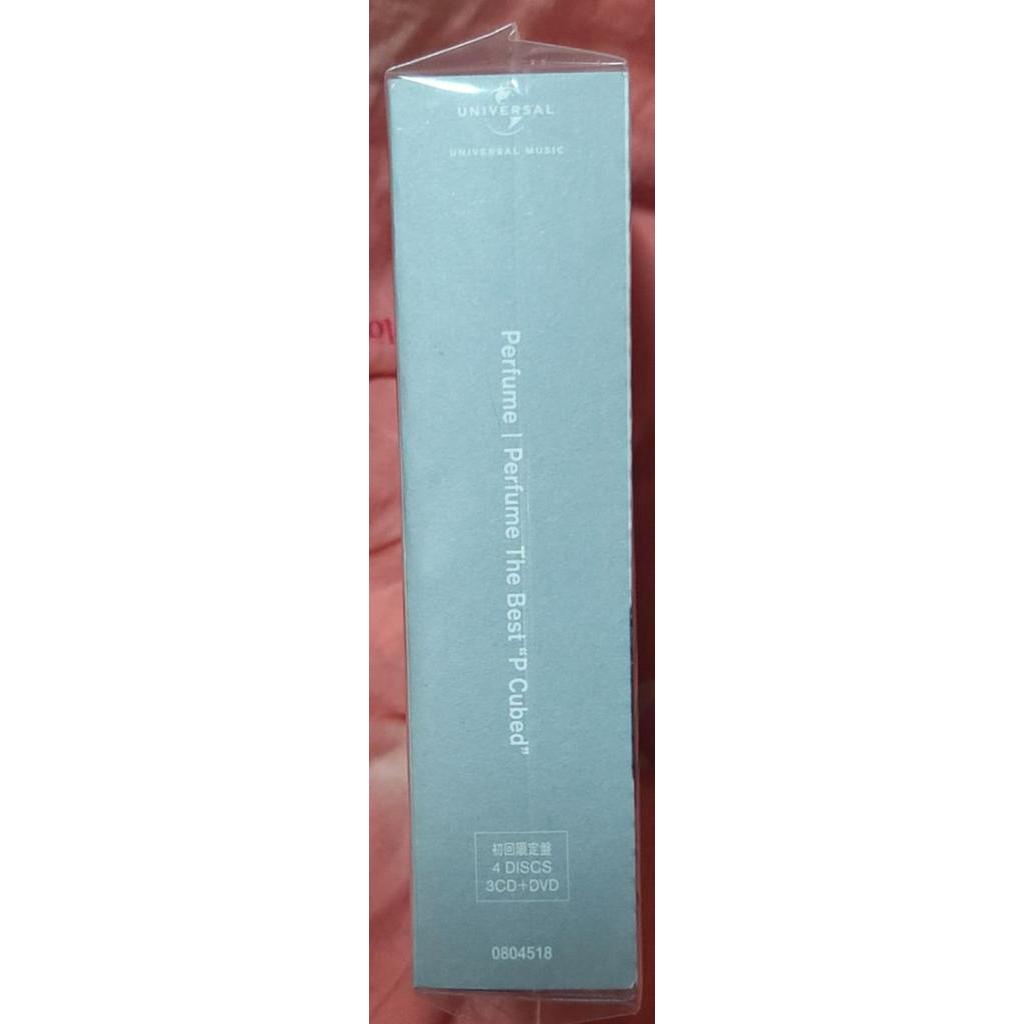 UNIVERSAL
UNIVERSAL MUSIC
Perfume | Perfume The Best “P Cubed”
初回限定盤
4 DISCS
3CD+DVD
0804518